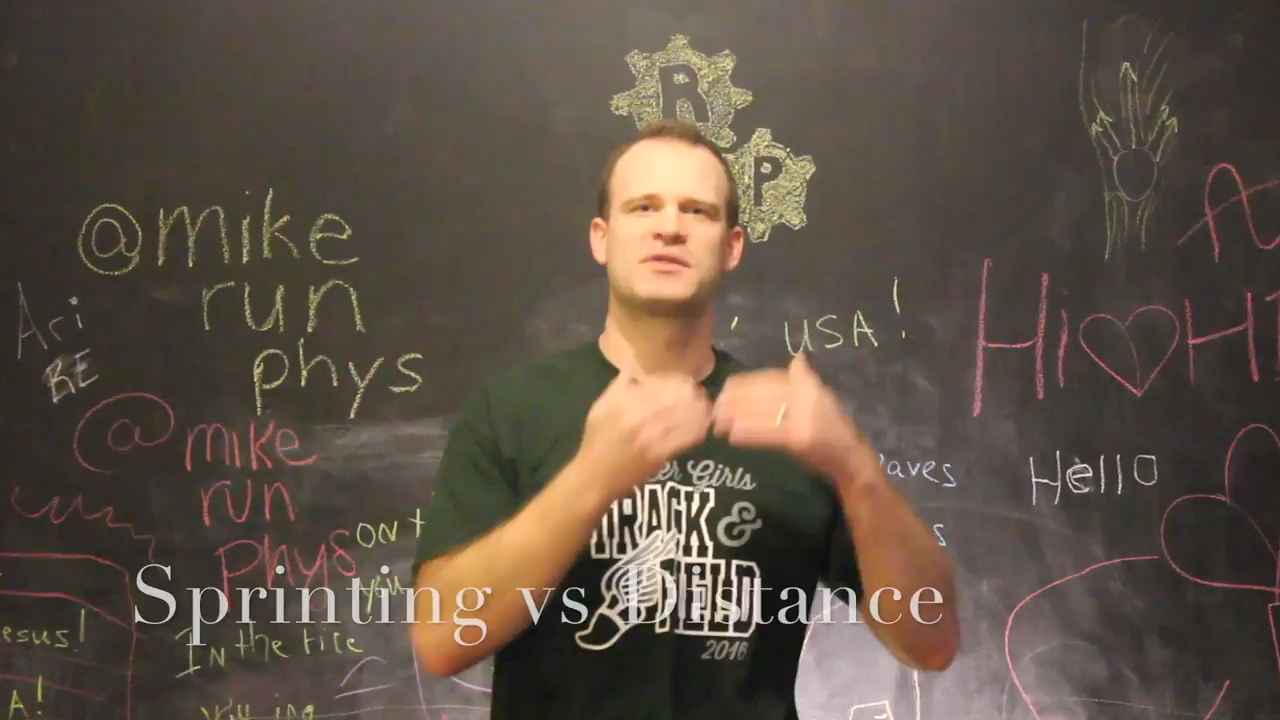 R
P
@mike
run
phys
Ari
BE
USA!
Hi
Hello
@mike
run
phys
Girls
TRACK &
FIELD
2016
Sprinting vs Distance
esus!
In the
A!